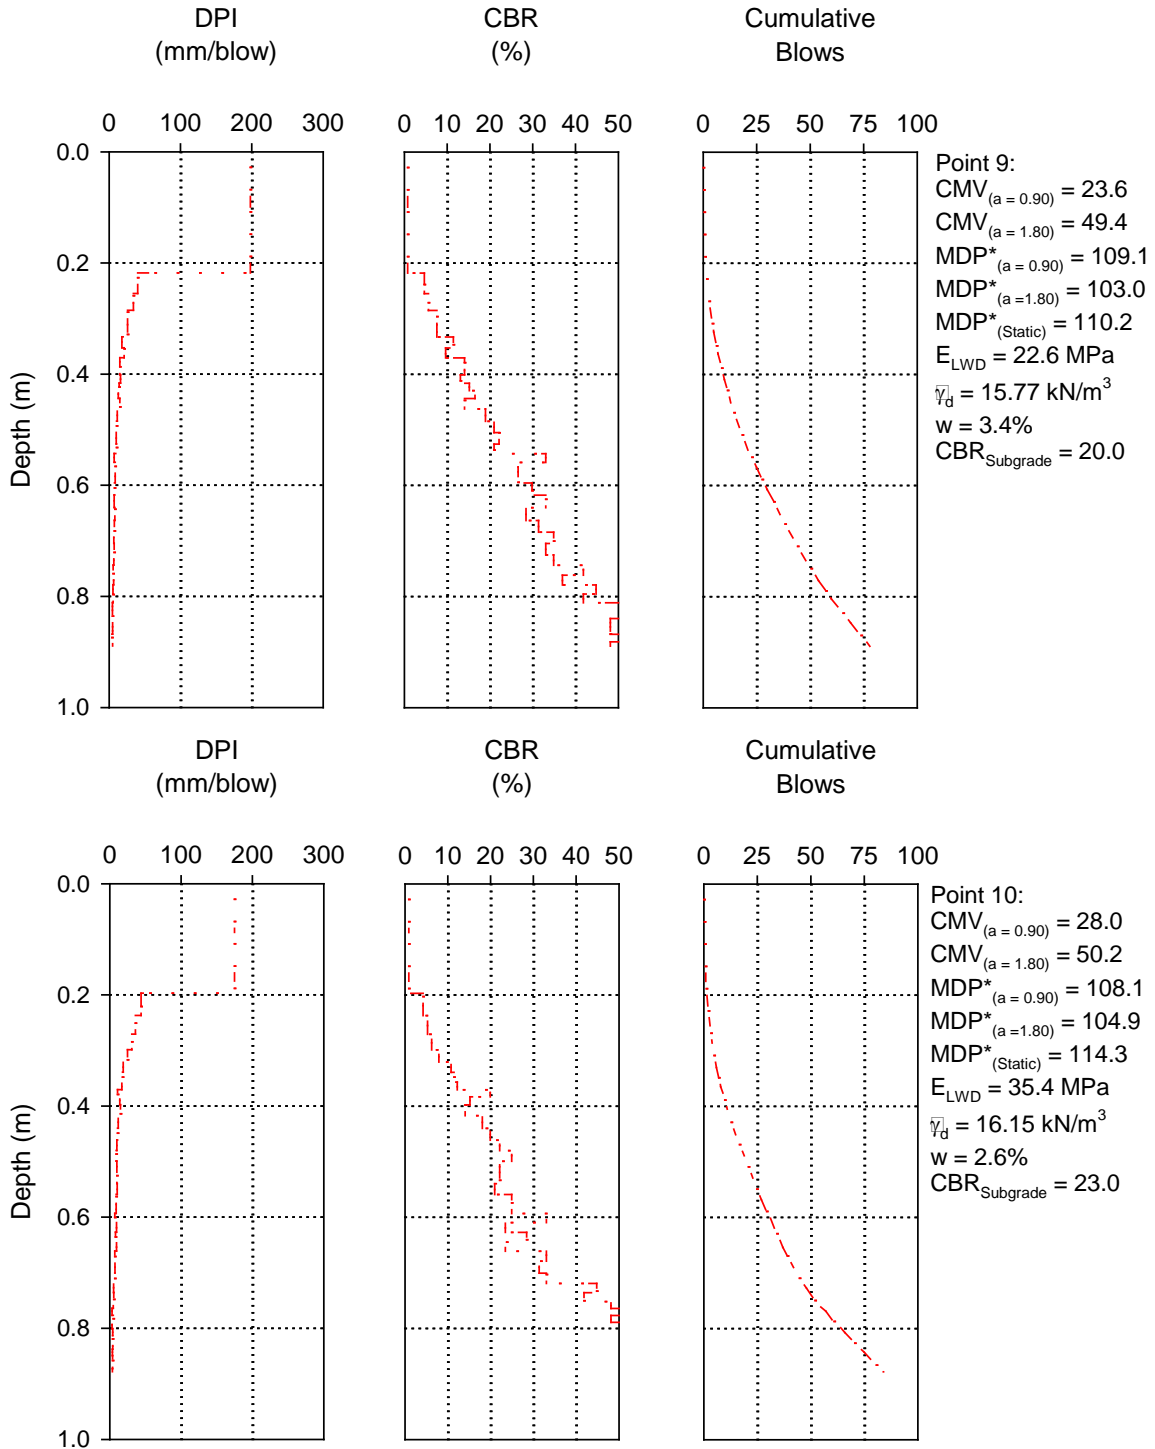 DPI
(mm/blow)
CBR
(%)
Cumulative
Blows
0 100 200 300
0 10 20 30 40 50
0 25 50 75 100
0.0
0.2
0.4
0.6
0.8
1.0
Depth (m)
Point 9:
CMV(a = 0.90) = 23.6
CMV(a = 1.80) = 49.4
MDP*(a = 0.90) = 109.1
MDP*(a =1.80) = 103.0
MDP*(Static) = 110.2
ELWD = 22.6 MPa
γd = 15.77 kN/m3
w = 3.4%
CBRSubgrade = 20.0
DPI
(mm/blow)
CBR
(%)
Cumulative
Blows
0 100 200 300
0 10 20 30 40 50
0 25 50 75 100
0.0
0.2
0.4
0.6
0.8
1.0
Depth (m)
Point 10:
CMV(a = 0.90) = 28.0
CMV(a = 1.80) = 50.2
MDP*(a = 0.90) = 108.1
MDP*(a =1.80) = 104.9
MDP*(Static) = 114.3
ELWD = 35.4 MPa
γd = 16.15 kN/m3
w = 2.6%
CBRSubgrade = 23.0